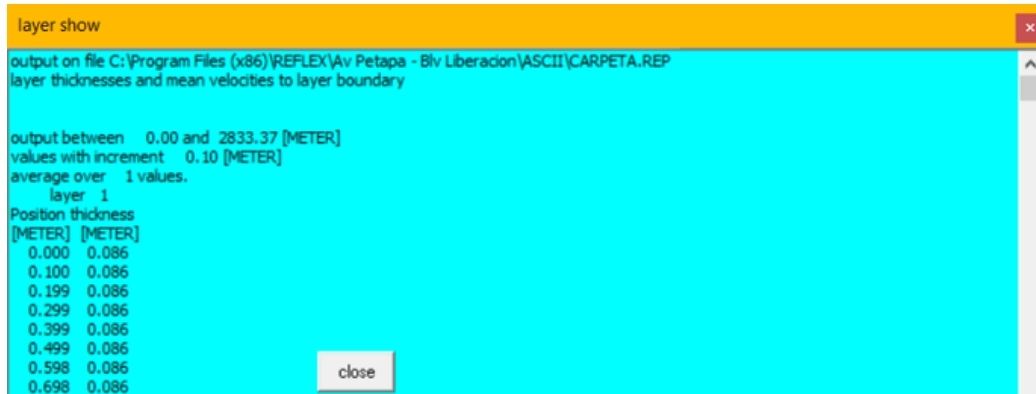 layer show
output on file C:\Program Files (x86)\REFLEX\Av Petapa - Blv Liberacion\ASCII\CARPETA.REP
layer thicknesses and mean velocities to layer boundary
output between 0.00 and 2833.37 [METER]
values with increment 0.10 [METER]
average over 1 values.
layer 1
Position thickness
[METER] [METER]
0.000 0.086
0.100 0.086
0.199 0.086
0.299 0.086
0.399 0.086
0.499 0.086
0.598 0.086
0.698 0.086
close